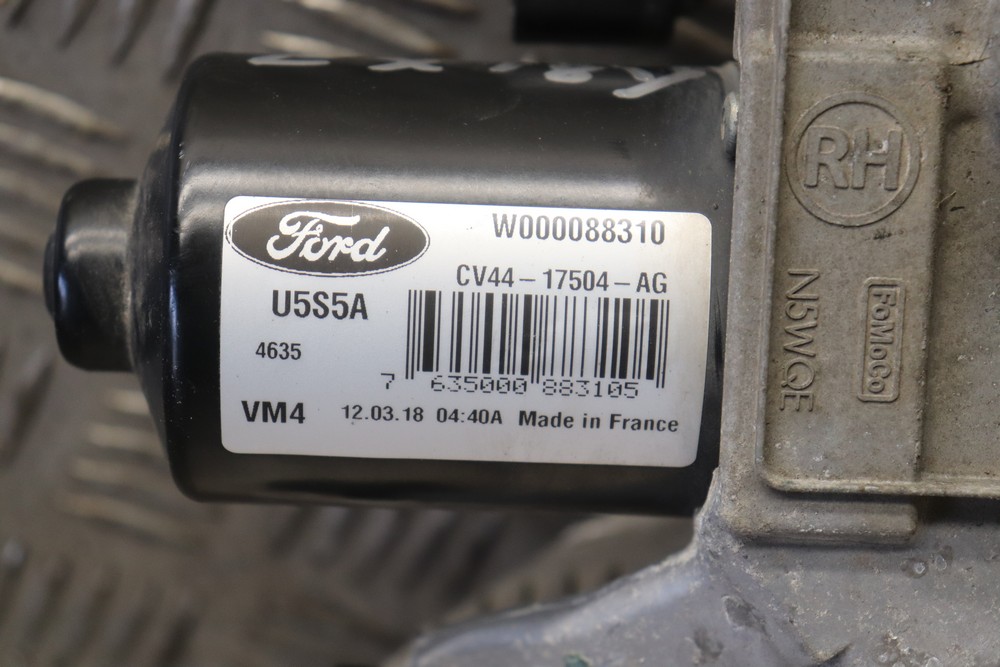 Ford
W000088310
CV44-17504-AG
U5S5A
4635
7 635000 883105
VM4 12.03.18 04:40A Made in France
RH
N5WQE
FoMoCo